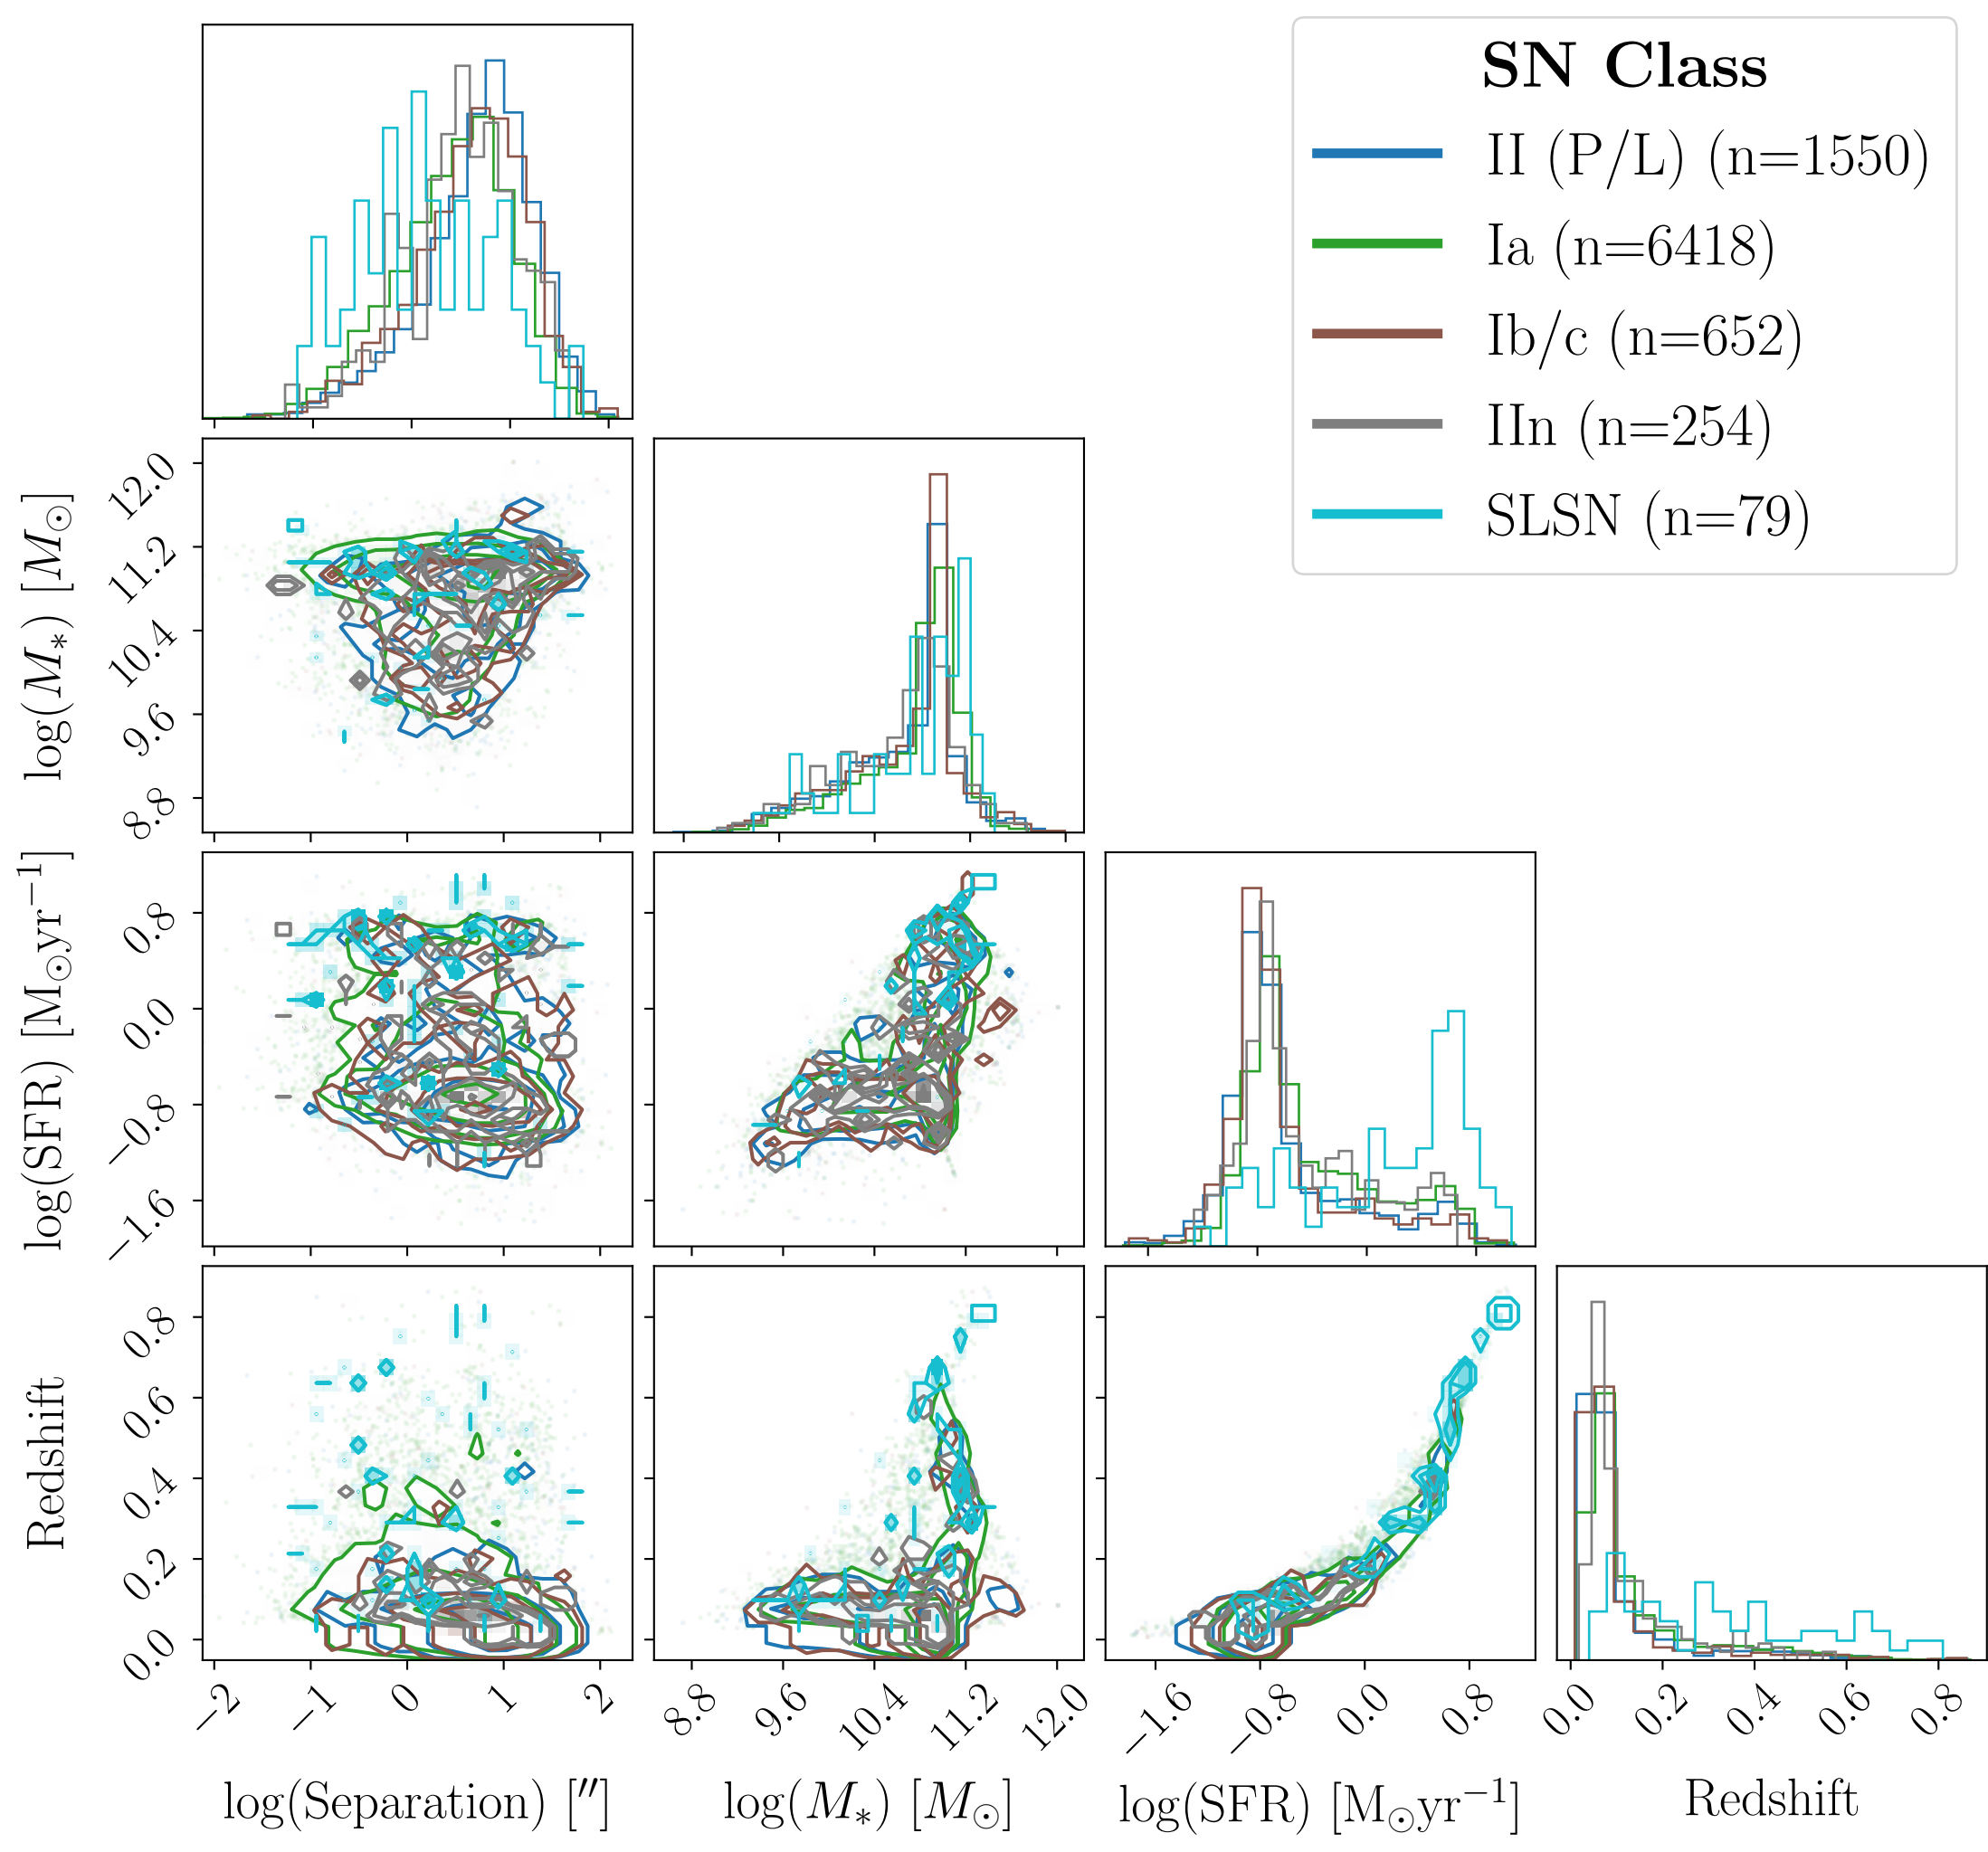 SN Class
II (P/L) (n=1550)
Ia (n=6418)
Ib/c (n=652)
IIn (n=254)
SLSN (n=79)
log(M∗) [M⊙]
12.0
11.2
10.4
9.6
8.8
log(SFR) [M⊙yr⁻¹]
0.8
0.0
−0.8
−1.6
Redshift
0.8
0.6
0.4
0.2
0.0
−2 −1 0 1 2
8.8 9.6 10.4 11.2 12.0
−1.6 −0.8 0.0 0.8
0.0 0.2 0.4 0.6 0.8
log(Separation) [″]
log(M∗) [M⊙]
log(SFR) [M⊙yr⁻¹]
Redshift